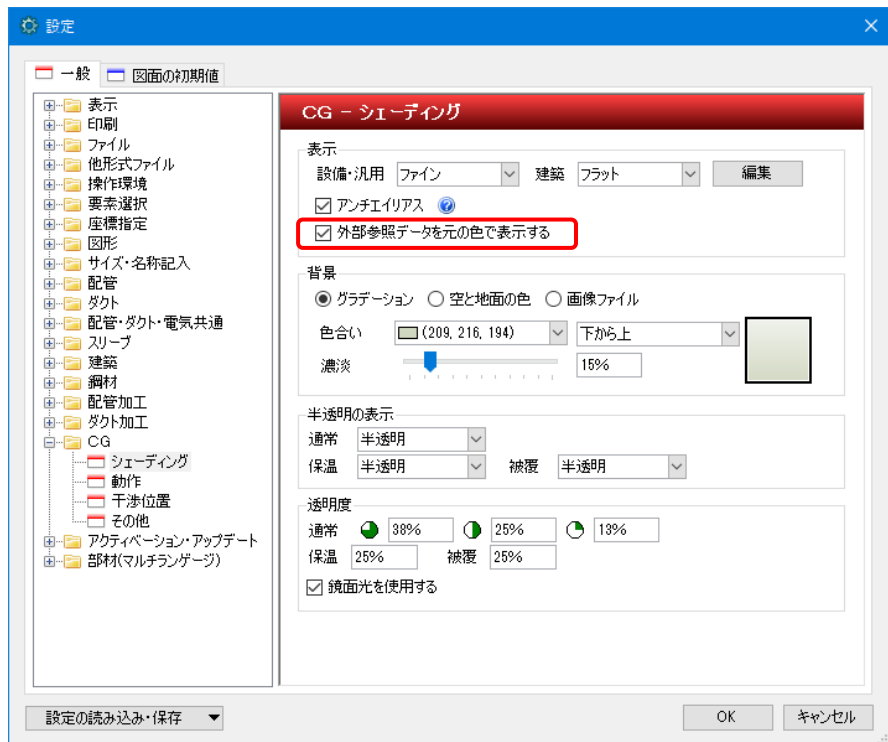 設定
一般 図面の初期値
表示
印刷
ファイル
他形式ファイル
操作環境
要素選択
座標指定
図形
サイズ・名称記入
配管
ダクト
配管・ダクト・電気共通
スリーブ
建築
鋼材
配管加工
ダクト加工
CG
シェーディング
動作
干渉位置
その他
アクティベーション・アップデート
部材(マルチランゲージ)
CG - シェーディング
表示
設備・汎用 ファイン 建築 フラット 編集
アンチエイリアス
外部参照データを元の色で表示する
背景
グラデーション 空と地面の色 画像ファイル
色合い (209, 216, 194) 下から上
濃淡 15%
半透明の表示
通常 半透明
保温 半透明 被覆 半透明
透明度
通常 38% 25% 13%
保温 25% 被覆 25%
鏡面光を使用する
設定の読み込み・保存 OK キャンセル